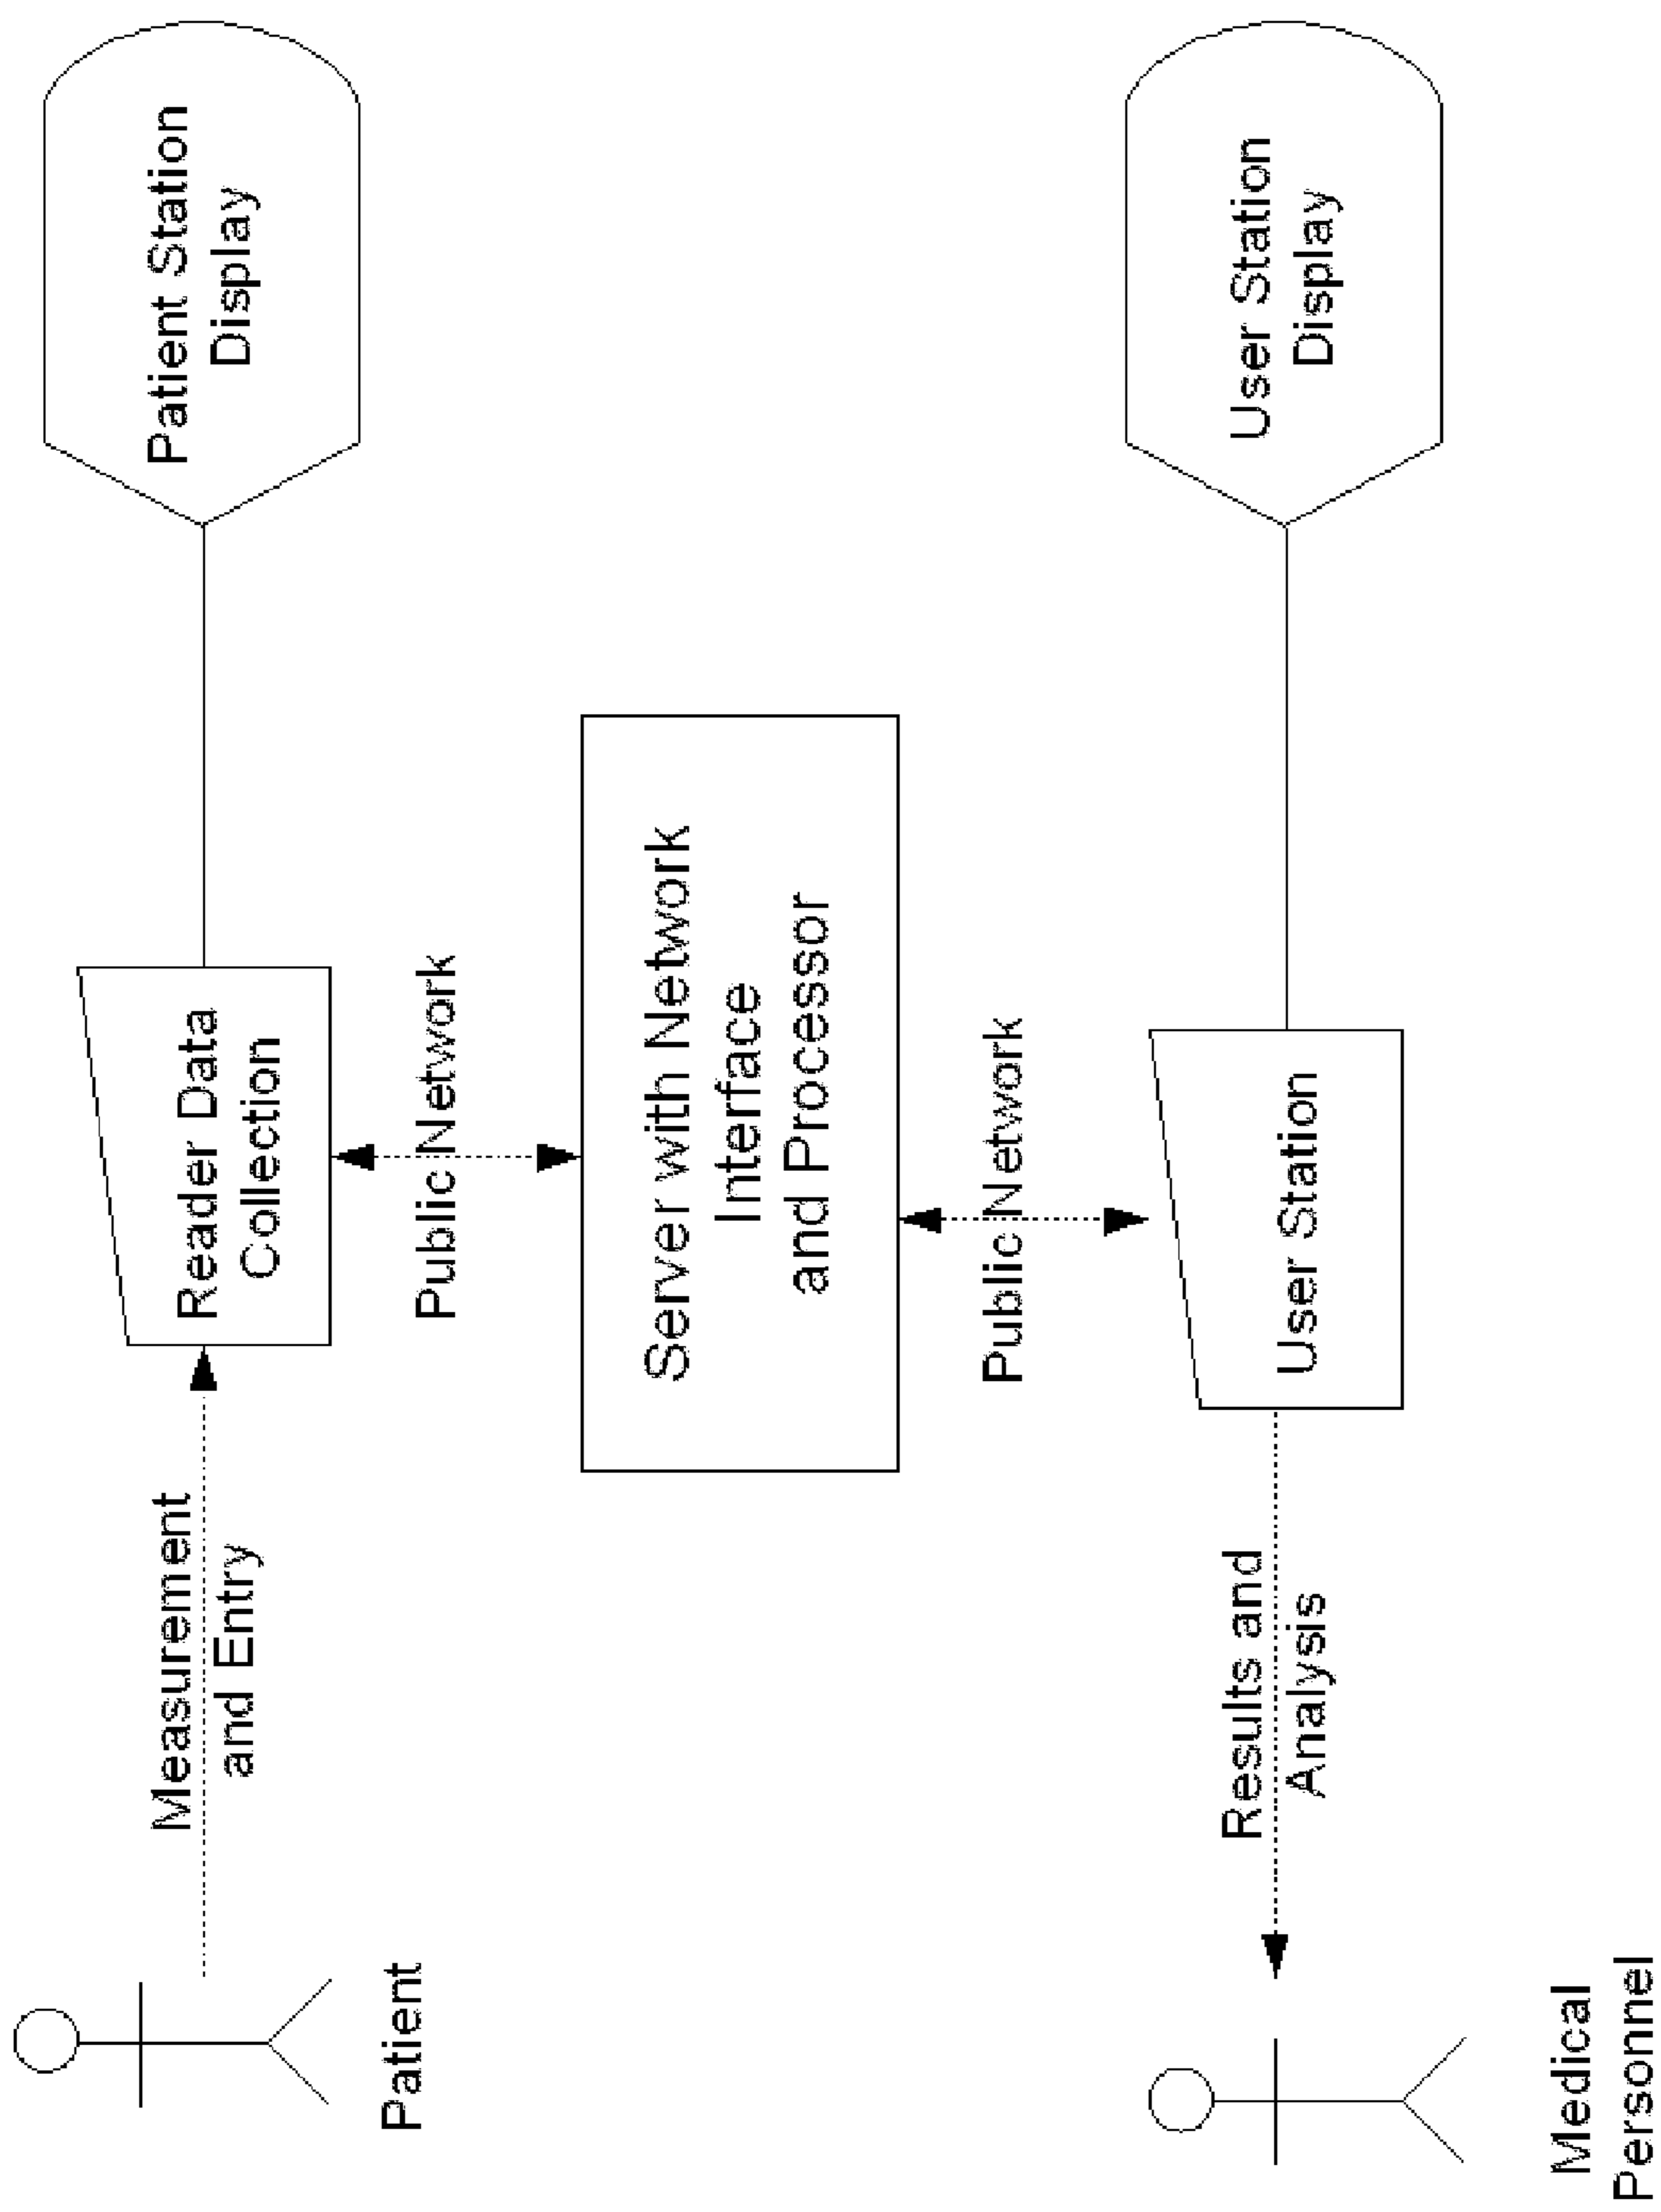 Patient
Measurement
and Entry
Reader Data
Collection
Patient Station
Display
Public Network
Server with Network
Interface
and Processor
Public Network
Medical
Personnel
Results and
Analysis
User Station
User Station
Display